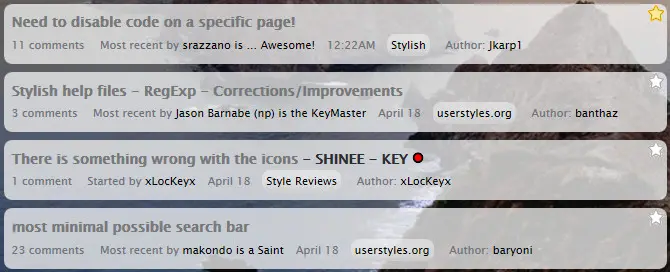 Need to disable code on a specific page!
11 comments Most recent by srazzano is ... Awesome! 12:22AM Stylish Author: Jkarp1
Stylish help files - RegExp - Corrections/Improvements
3 comments Most recent by Jason Barnabe (np) is the KeyMaster April 18 userstyles.org Author: banthaz
There is something wrong with the icons - SHINEE - KEY
1 comment Started by xLocKeyx April 18 Style Reviews Author: xLocKeyx
most minimal possible search bar
23 comments Most recent by makondo is a Saint April 18 userstyles.org Author: baryoni